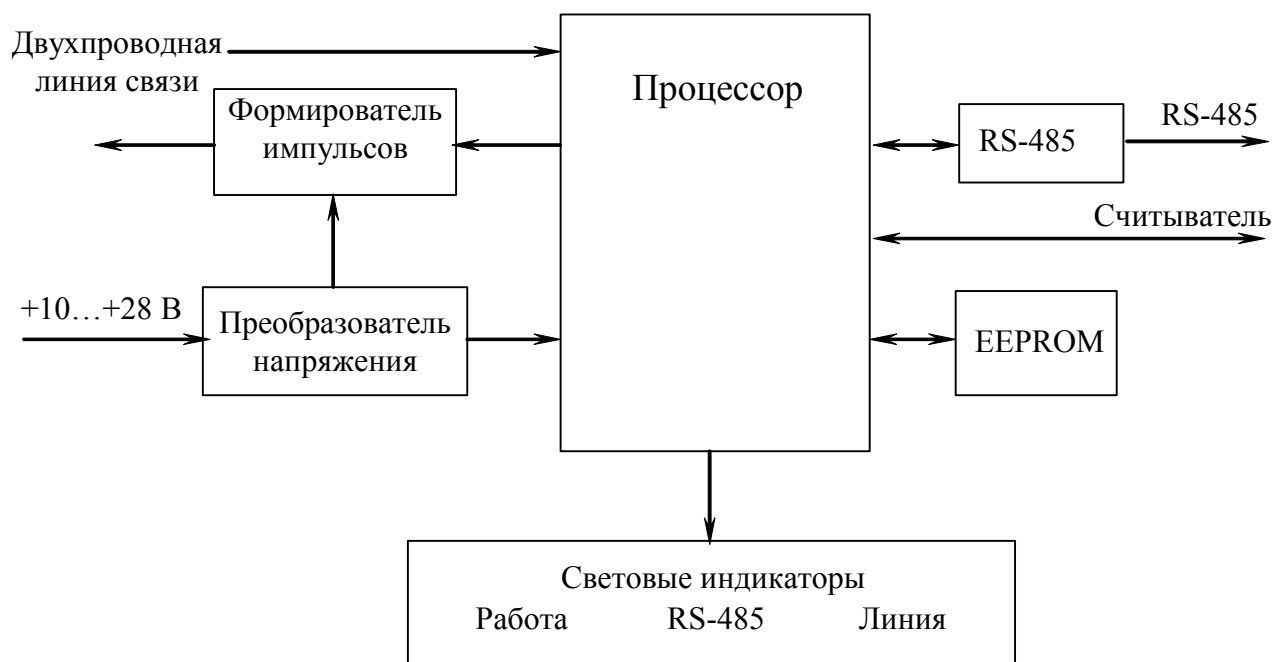 Двухпроводная
линия связи
Формирователь
импульсов
Процессор
RS-485
RS-485
Считыватель
+10…+28 В
Преобразователь
напряжения
EEPROM
Световые индикаторы
Работа RS-485 Линия